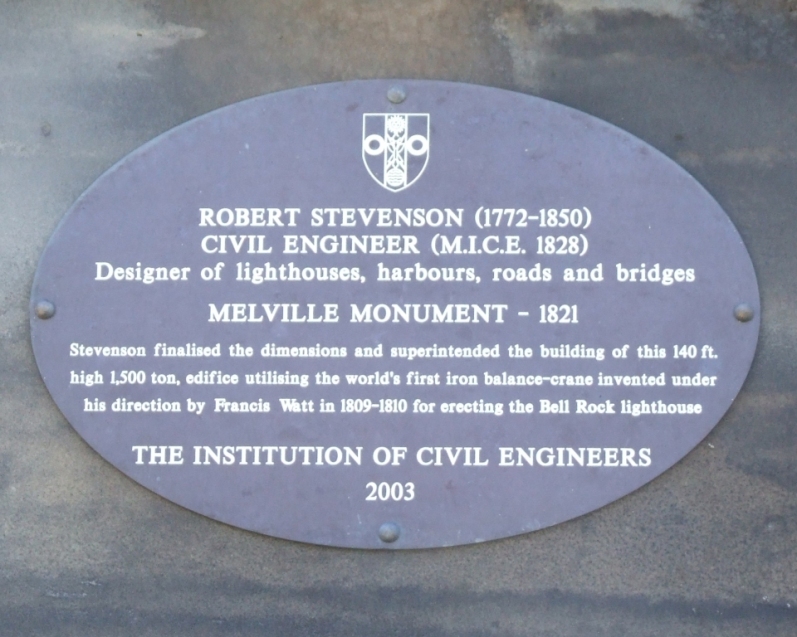 ROBERT STEVENSON (1772-1850)
CIVIL ENGINEER (M.I.C.E. 1828)
Designer of lighthouses, harbours, roads and bridges
MELVILLE MONUMENT - 1821
Stevenson finalised the dimensions and superintended the building of this 140 ft.
high 1,500 ton, edifice utilising the world's first iron balance-crane invented under
his direction by Francis Watt in 1809-1810 for erecting the Bell Rock lighthouse
THE INSTITUTION OF CIVIL ENGINEERS
2003